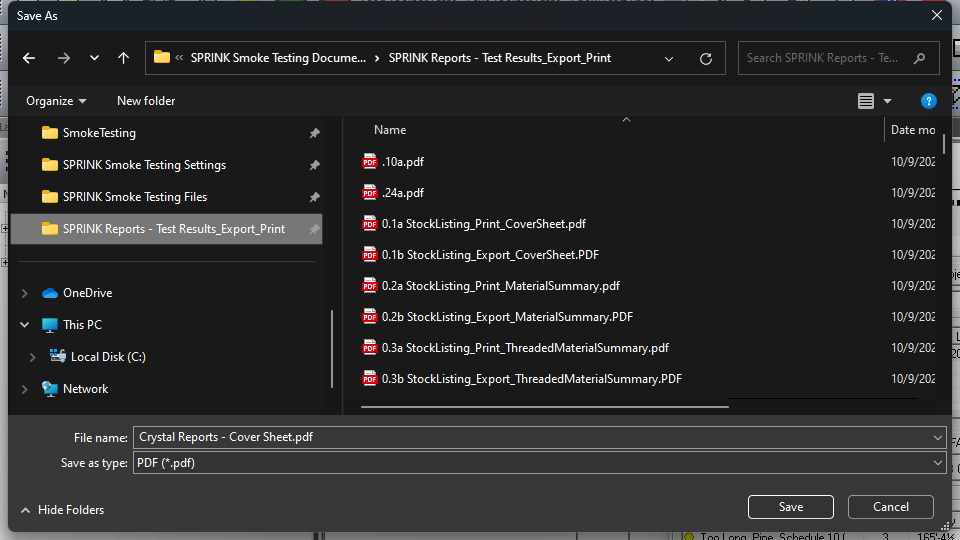 Save As
SPRINK Smoke Testing Docume... > SPRINK Reports - Test Results_Export_Print
Search SPRINK Reports - Te...
Organize
New folder
SmokeTesting
SPRINK Smoke Testing Settings
SPRINK Smoke Testing Files
SPRINK Reports - Test Results_Export_Print
OneDrive
This PC
Local Disk (C:)
Network
Name Date mo
.10a.pdf 10/9/202
.24a.pdf 10/9/202
0.1a StockListing_Print_CoverSheet.pdf 10/9/202
0.1b StockListing_Export_CoverSheet.PDF 10/9/202
0.2a StockListing_Print_MaterialSummary.pdf 10/9/202
0.2b StockListing_Export_MaterialSummary.PDF 10/9/202
0.3a StockListing_Print_ThreadedMaterialSummary.pdf 10/9/202
0.3b StockListing_Export_ThreadedMaterialSummary.PDF 10/9/202
File name: Crystal Reports - Cover Sheet.pdf
Save as type: PDF (*.pdf)
Hide Folders
Save
Cancel
Too Long, Pipe, Schedule 10 ( 3